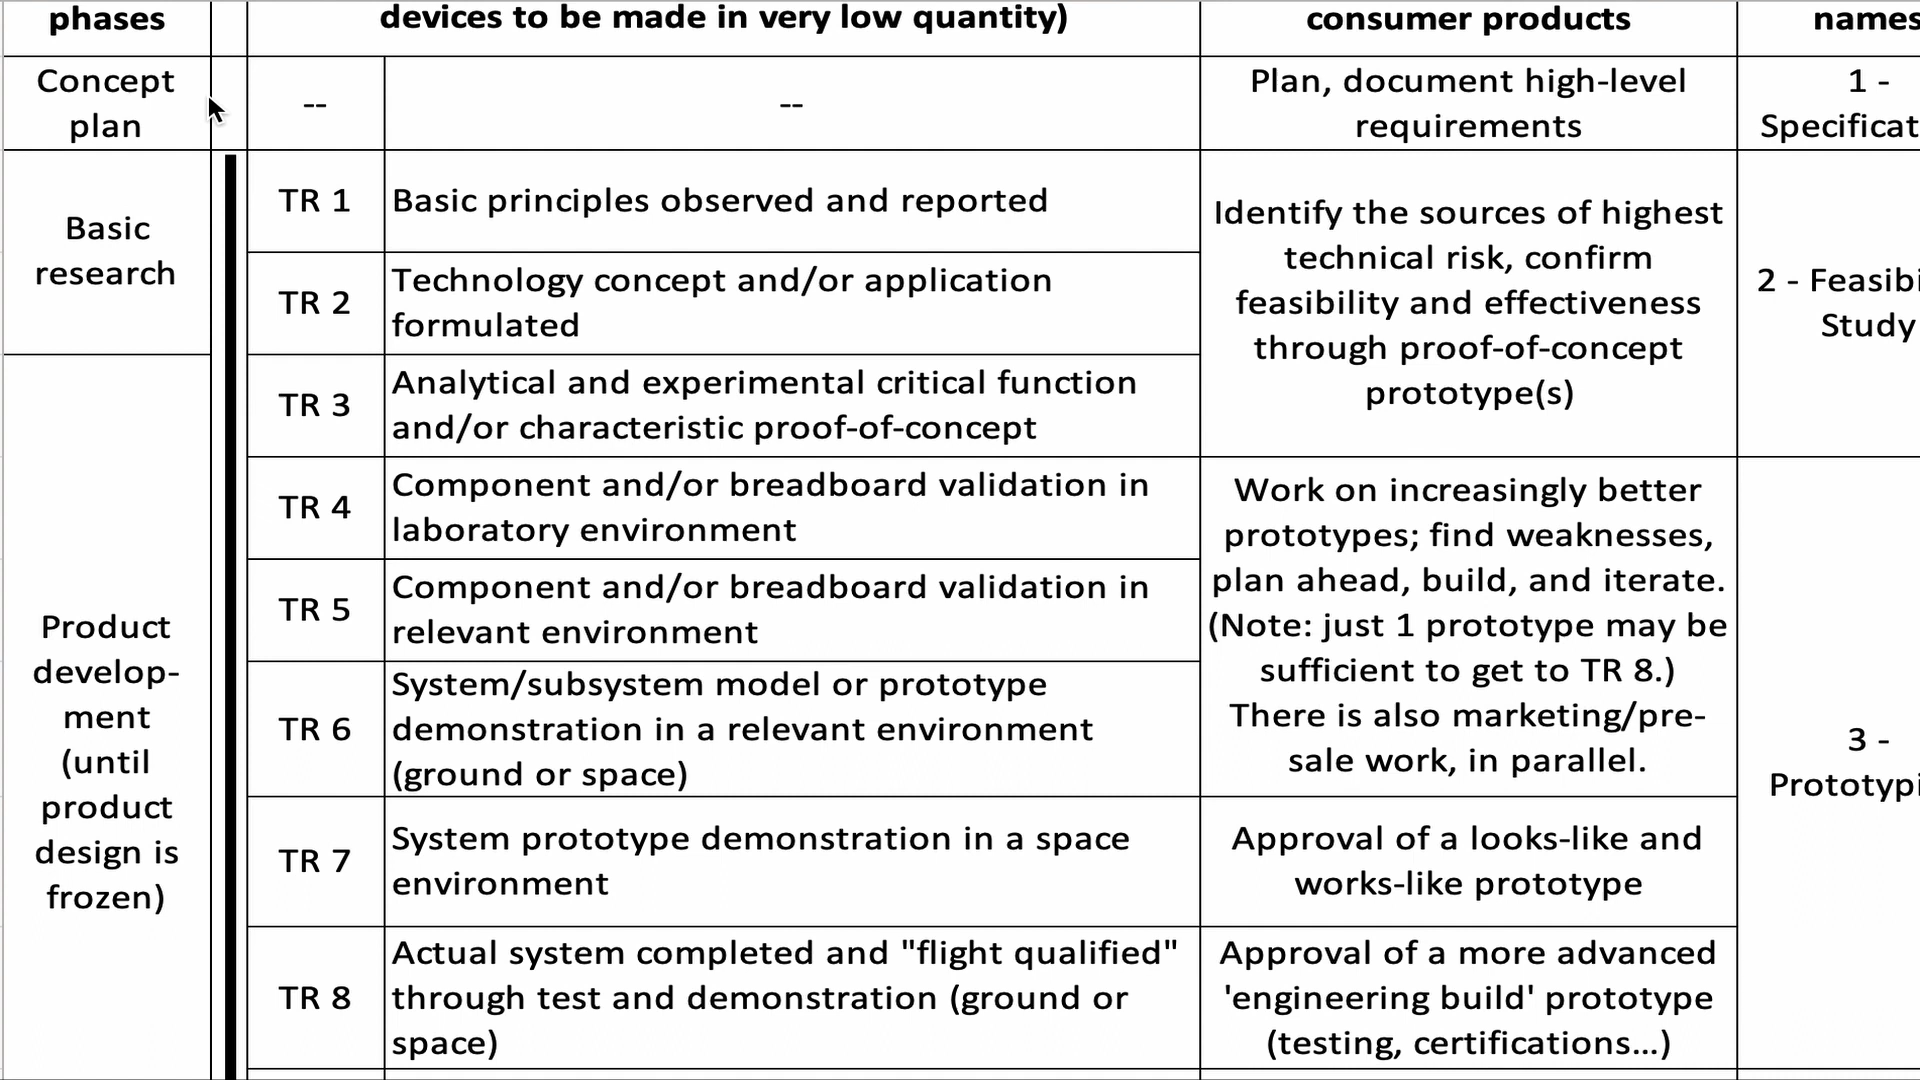 phases
devices to be made in very low quantity)
consumer products
names
Concept
plan
--
--
Plan, document high-level
requirements
1 -
Basic
research
TR 1
Basic principles observed and reported
TR 2
Technology concept and/or application
formulated
Identify the sources of highest
technical risk, confirm
feasibility and effectiveness
through proof-of-concept
prototype(s)
2 -
Study
Product
develop-
ment
(until
product
design is
frozen)
TR 3
Analytical and experimental critical function
and/or characteristic proof-of-concept
TR 4
Component and/or breadboard validation in
laboratory environment
TR 5
Component and/or breadboard validation in
relevant environment
TR 6
System/subsystem model or prototype
demonstration in a relevant environment
(ground or space)
Work on increasingly better
prototypes; find weaknesses,
plan ahead, build, and iterate.
(Note: just 1 prototype may be
sufficient to get to TR 8.)
There is also marketing/pre-
sale work, in parallel.
3 -
TR 7
System prototype demonstration in a space
environment
Approval of a looks-like and
works-like prototype
TR 8
Actual system completed and "flight qualified"
through test and demonstration (ground or
space)
Approval of a more advanced
'engineering build' prototype
(testing, certifications...)